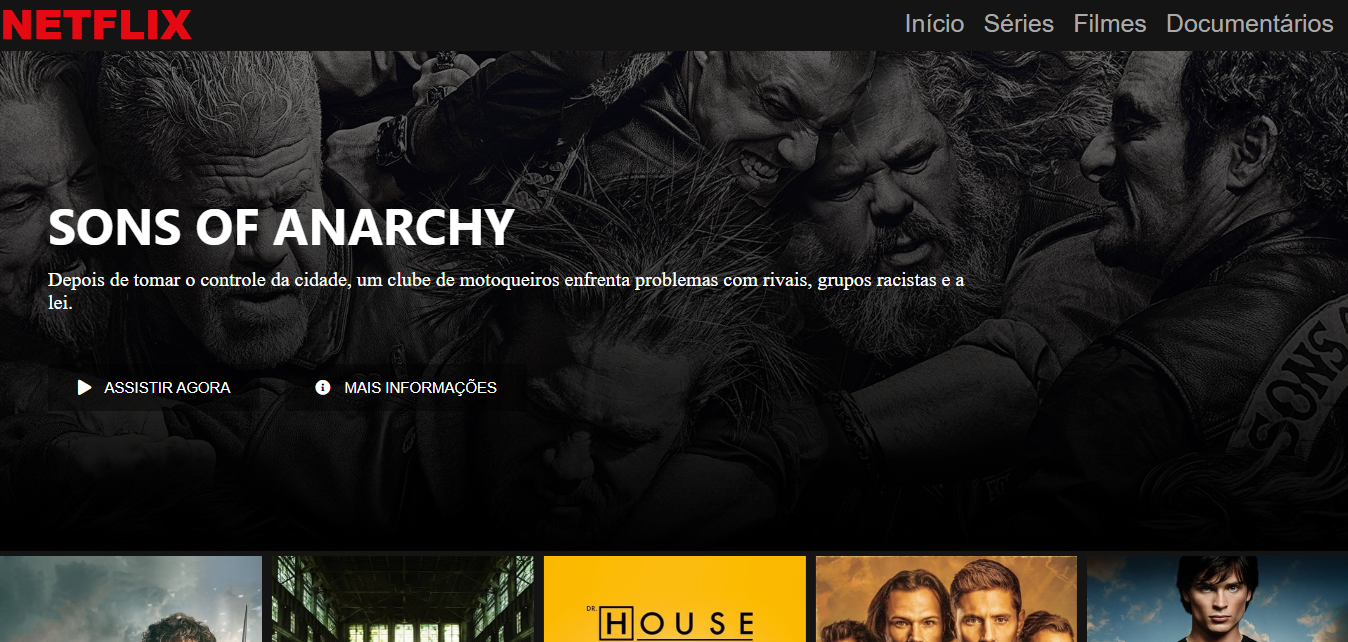 NETFLIX
Início Séries Filmes Documentários
SONS OF ANARCHY
Depois de tomar o controle da cidade, um clube de motoqueiros enfrenta problemas com rivais, grupos racistas e a
lei.
ASSISTIR AGORA MAIS INFORMAÇÕES
SONS
DR.
HOUSE